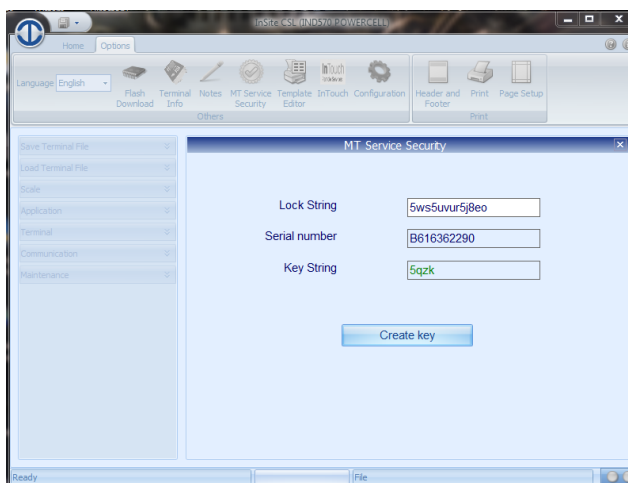 InSite CSL (IND570 POWERCELL)
Home
Options
Language
English
Flash Download
Terminal Info
Notes
MT Service Security
Template Editor
InTouch
Configuration
Header and Footer
Print
Page Setup
Others
Print
Save Terminal File
Load Terminal File
Scale
Application
Terminal
Communication
Maintenance
MT Service Security
Lock String
5ws5uvur5j8eo
Serial number
B616362290
Key String
5qzk
Create key
Ready
File